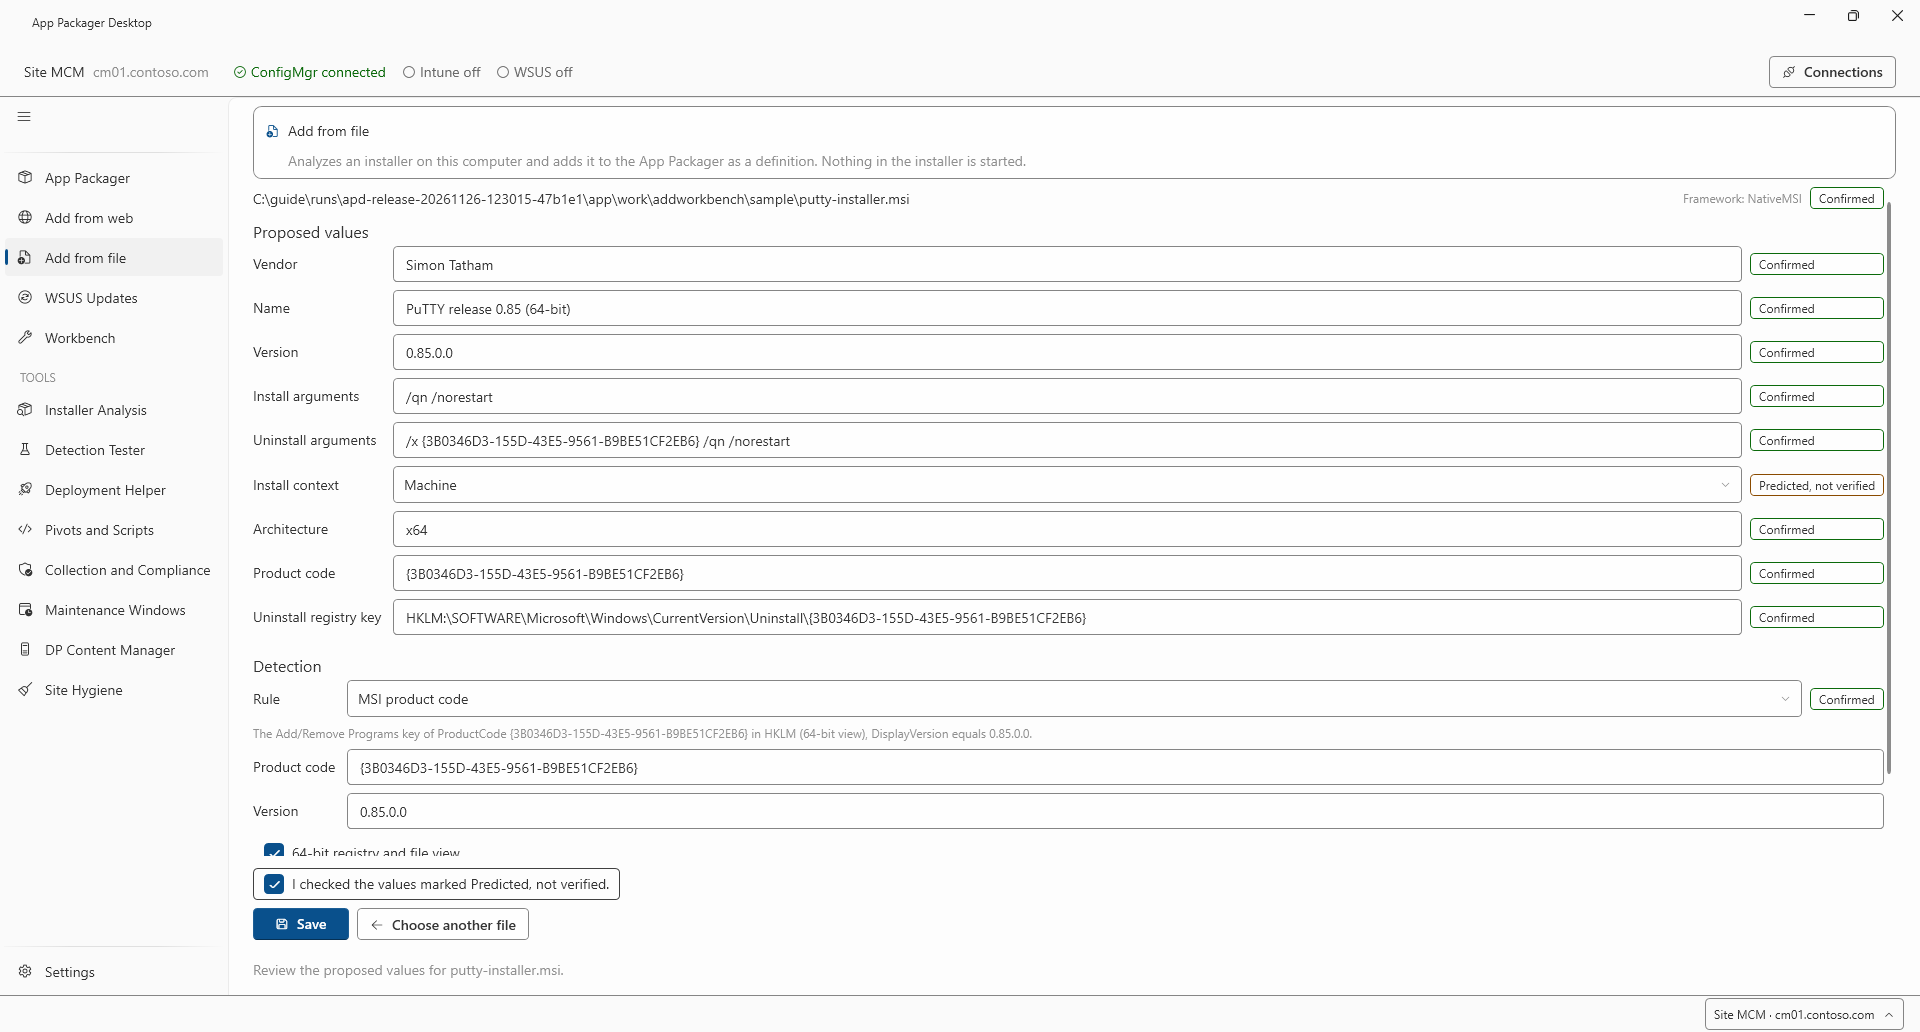 App Packager Desktop
Site MCM cm01.contoso.com ConfigMgr connected Intune off WSUS off Connections
App Packager
Add from web
Add from file
WSUS Updates
Workbench
TOOLS
Installer Analysis
Detection Tester
Deployment Helper
Pivots and Scripts
Collection and Compliance
Maintenance Windows
DP Content Manager
Site Hygiene
Settings
Add from file
Analyzes an installer on this computer and adds it to the App Packager as a definition. Nothing in the installer is started.
C:\guide\runs\apd-release-20261126-123015-47b1e1\app\work\addworkbench\sample\putty-installer.msi Framework: NativeMSI Confirmed
Proposed values
Vendor Simon Tatham Confirmed
Name PuTTY release 0.85 (64-bit) Confirmed
Version 0.85.0.0 Confirmed
Install arguments /qn /norestart Confirmed
Uninstall arguments /x {3B0346D3-155D-43E5-9561-B9BE51CF2EB6} /qn /norestart Confirmed
Install context Machine Predicted, not verified
Architecture x64 Confirmed
Product code {3B0346D3-155D-43E5-9561-B9BE51CF2EB6} Confirmed
Uninstall registry key HKLM:\SOFTWARE\Microsoft\Windows\CurrentVersion\Uninstall\{3B0346D3-155D-43E5-9561-B9BE51CF2EB6} Confirmed
Detection
Rule MSI product code Confirmed
The Add/Remove Programs key of ProductCode {3B0346D3-155D-43E5-9561-B9BE51CF2EB6} in HKLM (64-bit view), DisplayVersion equals 0.85.0.0.
Product code {3B0346D3-155D-43E5-9561-B9BE51CF2EB6}
Version 0.85.0.0
64-bit registry and file view
I checked the values marked Predicted, not verified.
Save Choose another file
Review the proposed values for putty-installer.msi.
Site MCM · cm01.contoso.com